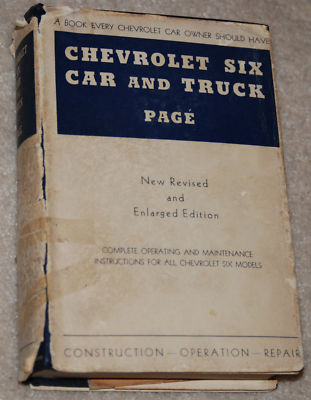 A BOOK EVERY CHEVROLET CAR OWNER SHOULD HAVE
CHEVROLET SIX
CAR AND TRUCK
PAGÉ
New Revised
and
Enlarged Edition
COMPLETE OPERATING AND MAINTENANCE
INSTRUCTIONS FOR ALL CHEVROLET SIX MODELS
CONSTRUCTION — OPERATION — REPAIR